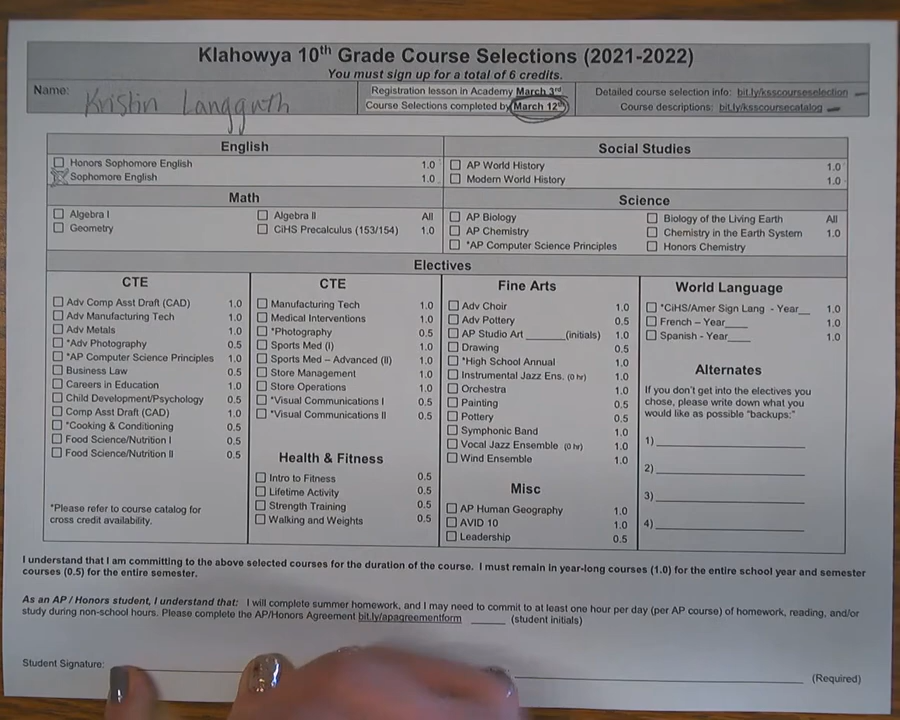 Klahowya 10th Grade Course Selections (2021-2022)
You must sign up for a total of 6 credits.
Name: Kristin Langguth
Registration lesson in Academy March 3rd
Course Selections completed by March 12th
Detailed course selection info: bit.ly/ksscourseselection
Course descriptions: bit.ly/ksscoursecatalog
English
Honors Sophomore English 1.0
Sophomore English 1.0
Social Studies
AP World History 1.0
Modern World History 1.0
Math
Algebra I
Geometry
Algebra II All
CiHS Precalculus (153/154) 1.0
Science
AP Biology
AP Chemistry
*AP Computer Science Principles
Biology of the Living Earth All
Chemistry in the Earth System 1.0
Honors Chemistry
Electives
CTE
Adv Comp Asst Draft (CAD) 1.0
Adv Manufacturing Tech 1.0
Adv Metals 1.0
*Adv Photography 0.5
*AP Computer Science Principles 1.0
Business Law 0.5
Careers in Education 1.0
Child Development/Psychology 0.5
Comp Asst Draft (CAD) 1.0
*Cooking & Conditioning 0.5
Food Science/Nutrition I 0.5
Food Science/Nutrition II 0.5
*Please refer to course catalog for
cross credit availability.
CTE
Manufacturing Tech 1.0
Medical Interventions 1.0
*Photography 0.5
Sports Med (I) 1.0
Sports Med – Advanced (II) 1.0
Store Management 1.0
Store Operations 1.0
*Visual Communications I 0.5
*Visual Communications II 0.5
Health & Fitness
Intro to Fitness 0.5
Lifetime Activity 0.5
Strength Training 0.5
Walking and Weights 0.5
Fine Arts
Adv Choir 1.0
Adv Pottery 0.5
AP Studio Art _______(initials) 1.0
Drawing 0.5
*High School Annual 1.0
Instrumental Jazz Ens. (0 hr) 1.0
Orchestra 1.0
Painting 0.5
Pottery 0.5
Symphonic Band 1.0
Vocal Jazz Ensemble (0 hr) 1.0
Wind Ensemble 1.0
Misc
AP Human Geography 1.0
AVID 10 1.0
Leadership 0.5
World Language
*CiHS/Amer Sign Lang - Year__ 1.0
French – Year____ 1.0
Spanish - Year____ 1.0
Alternates
If you don't get into the electives you
chose, please write down what you
would like as possible "backups:"
1)
2)
3)
4)
I understand that I am committing to the above selected courses for the duration of the course. I must remain in year-long courses (1.0) for the entire school year and semester
courses (0.5) for the entire semester.
As an AP / Honors student, I understand that: I will complete summer homework, and I may need to commit to at least one hour per day (per AP course) of homework, reading, and/or
study during non-school hours. Please complete the AP/Honors Agreement bit.ly/apagreementform ______ (student initials)
Student Signature: (Required)